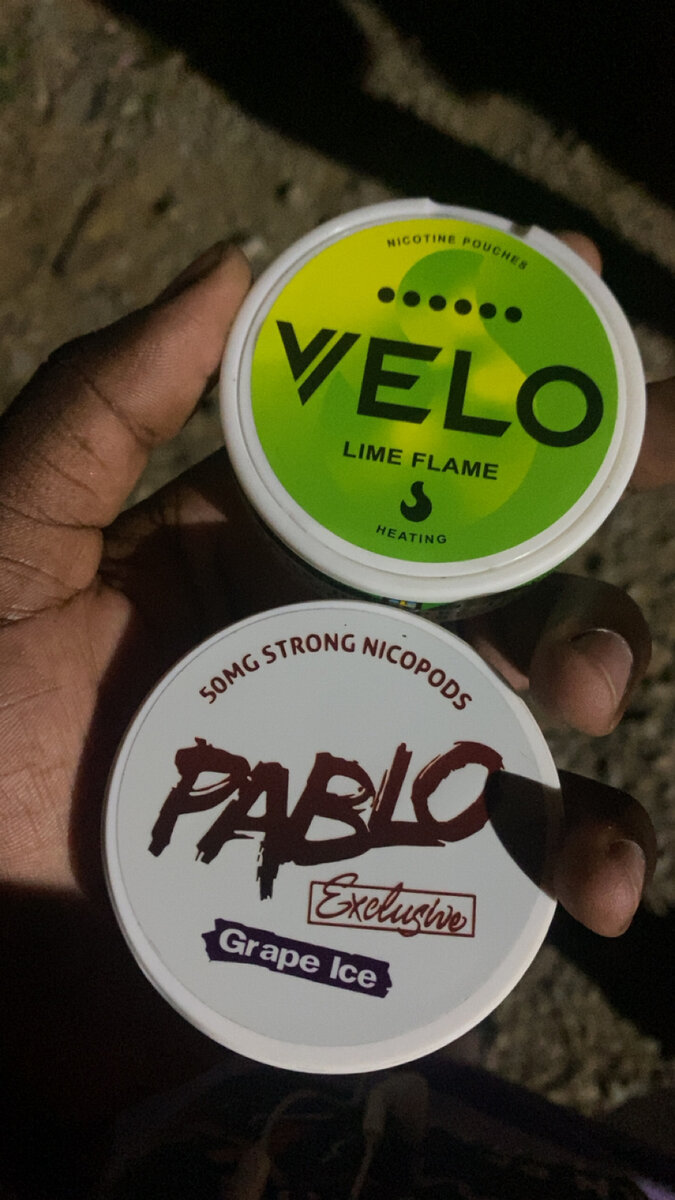 NICOTINE POUCHES
VELO
LIME FLAME
HEATING
50MG STRONG NICOPODS
PABLO
Exclusive
Grape Ice